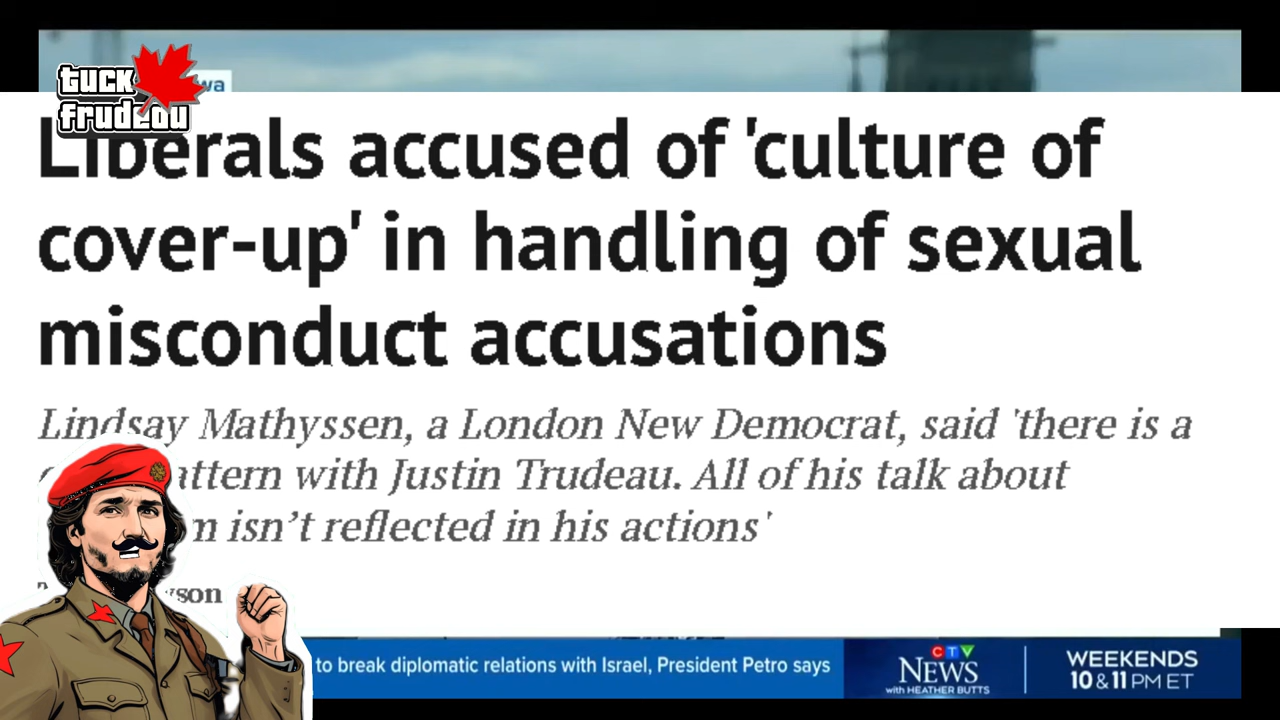 tuck
frudeau
wa
Liberals accused of 'culture of
cover-up' in handling of sexual
misconduct accusations
Lindsay Mathyssen, a London New Democrat, said 'there is a
attern with Justin Trudeau. All of his talk about
m isn’t reflected in his actions'
yson
to break diplomatic relations with Israel, President Petro says
CTV
NEWS
with HEATHER BUTTS
WEEKENDS
10 & 11 PM ET